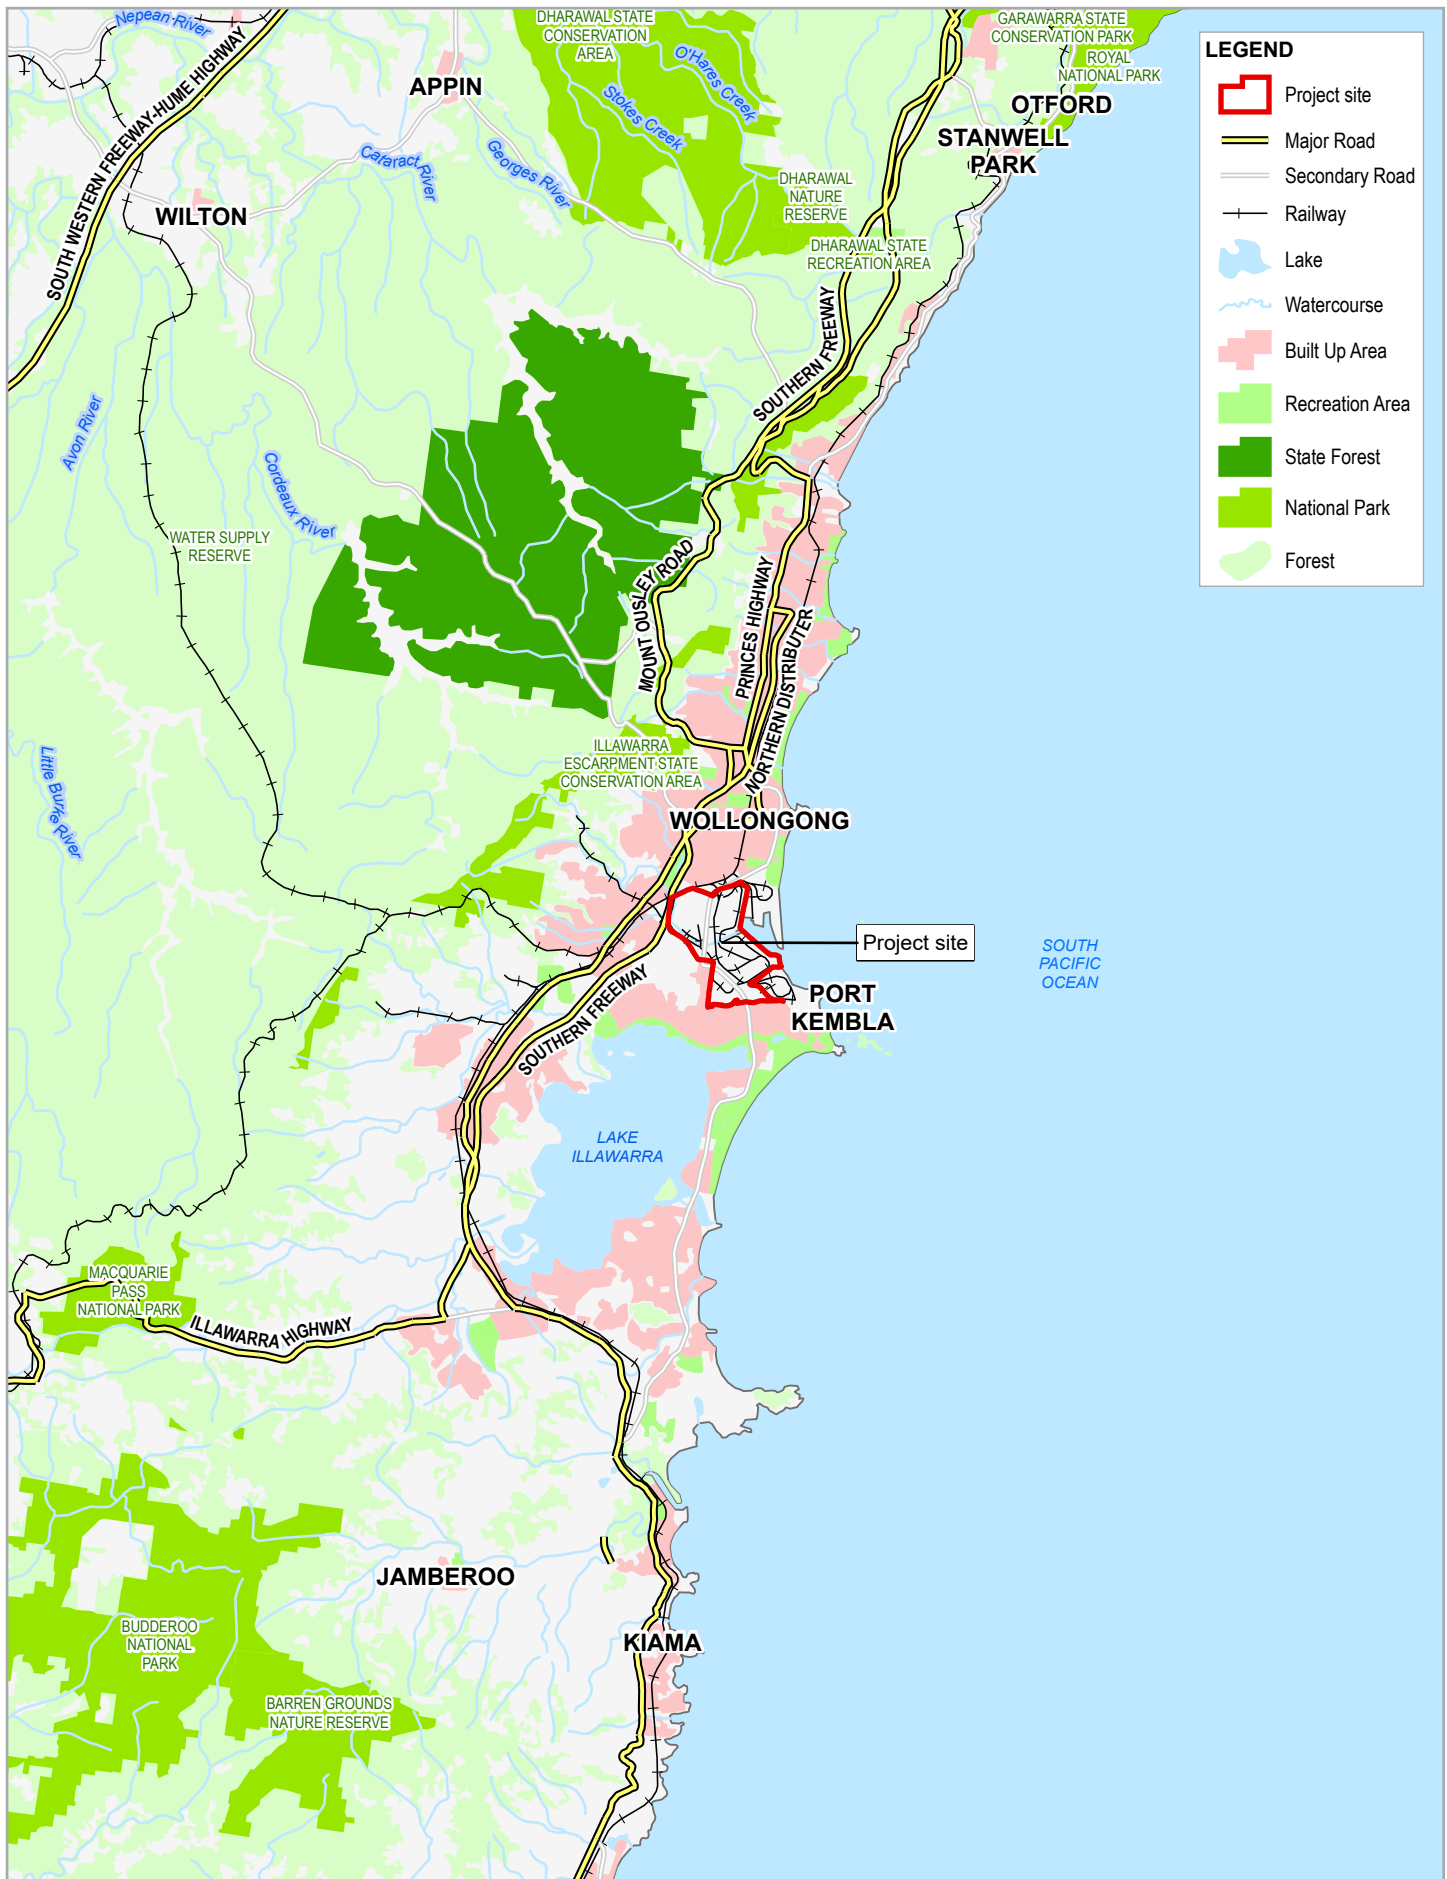 Nepean River
DHARAWAL STATE
CONSERVATION
AREA
GARAWARRA STATE
CONSERVATION PARK
ROYAL
NATIONAL PARK
LEGEND
Project site
Major Road
Secondary Road
Railway
Lake
Watercourse
Built Up Area
Recreation Area
State Forest
National Park
Forest
SOUTH WESTERN FREEWAY-HUME HIGHWAY
APPIN
O'Hares Creek
Stokes Creek
OTFORD
STANWELL
PARK
Cataract River
Georges River
DHARAWAL
NATURE
RESERVE
WILTON
DHARAWAL STATE
RECREATION AREA
SOUTHERN FREEWAY
Avon River
Cordeaux River
WATER SUPPLY
RESERVE
MOUNT OUSLEY ROAD
PRINCES HIGHWAY
NORTHERN DISTRIBUTER
Little Burke River
ILLAWARRA
ESCARPMENT STATE
CONSERVATION AREA
WOLLONGONG
Project site
SOUTH
PACIFIC
OCEAN
PORT
KEMBLA
SOUTHERN FREEWAY
LAKE
ILLAWARRA
MACQUARIE
PASS
NATIONAL PARK
ILLAWARRA HIGHWAY
JAMBEROO
BUDDEROO
NATIONAL
PARK
KIAMA
BARREN GROUNDS
NATURE RESERVE